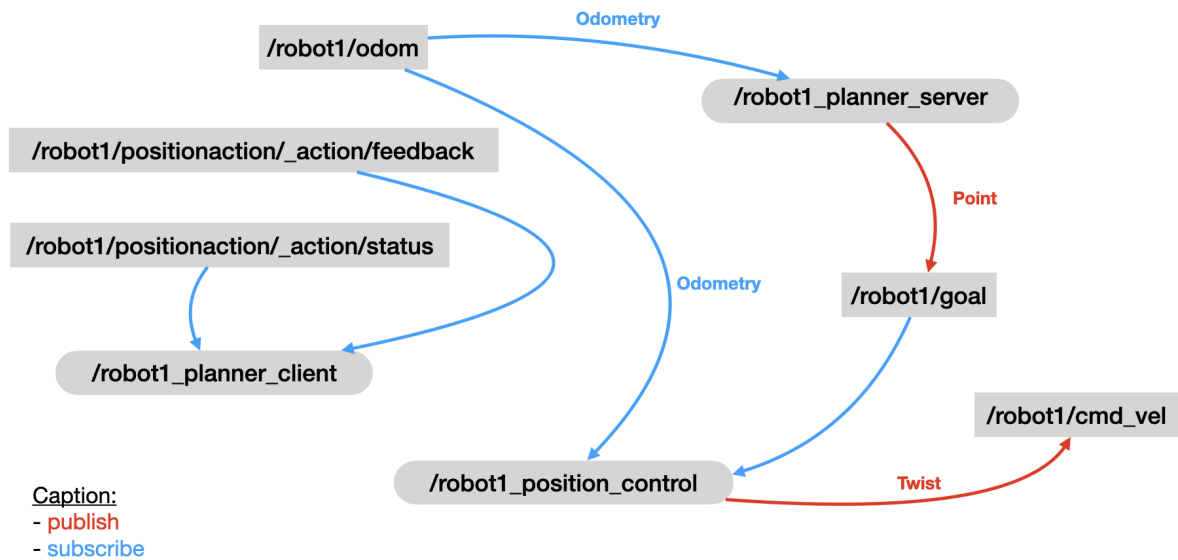 Odometry
/robot1/odom
/robot1_planner_server
/robot1/positionaction/_action/feedback
Point
/robot1/positionaction/_action/status
Odometry
/robot1/goal
/robot1_planner_client
/robot1/cmd_vel
/robot1_position_control
Twist
Caption:
- publish
- subscribe